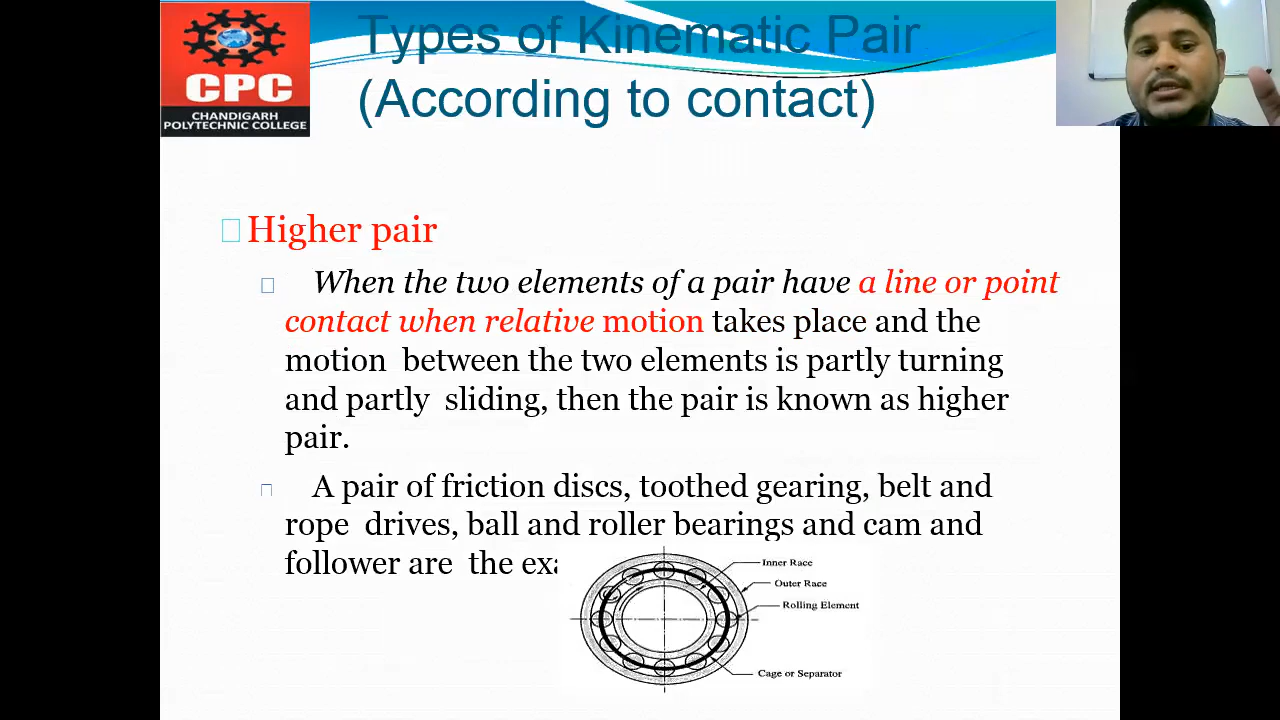 Types of Kinematic Pair
(According to contact)
CPC
CHANDIGARH
POLYTECHNIC COLLEGE
Higher pair
When the two elements of a pair have a line or point
contact when relative motion takes place and the
motion between the two elements is partly turning
and partly sliding, then the pair is known as higher
pair.
A pair of friction discs, toothed gearing, belt and
rope drives, ball and roller bearings and cam and
follower are the
Inner Race
Outer Race
Rolling Element
Cage or Separator